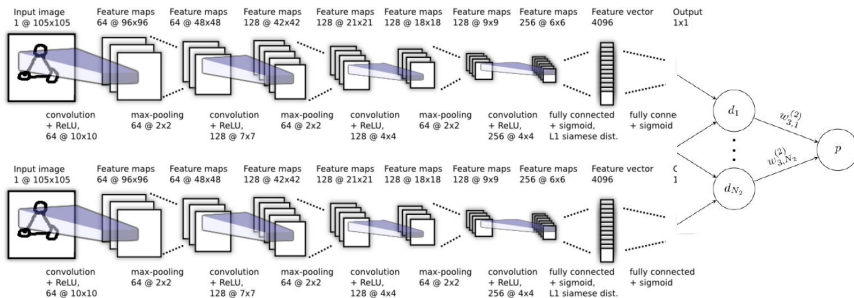 Input image
1 @ 105x105
Feature maps
64 @ 96x96
Feature maps
64 @ 48x48
Feature maps
128 @ 42x42
Feature maps
128 @ 21x21
Feature maps
128 @ 18x18
Feature maps
128 @ 9x9
Feature maps
256 @ 6x6
Feature vector
4096
Output
1x1
convolution
+ ReLU,
64 @ 10x10
max-pooling
64 @ 2x2
convolution
+ ReLU,
128 @ 7x7
max-pooling
64 @ 2x2
convolution
+ ReLU,
128 @ 4x4
max-pooling
64 @ 2x2
convolution
+ ReLU,
256 @ 4x4
fully connected
+ sigmoid,
L1 siamese dist.
fully conne
+ sigmoid
d₁
w₃,₁⁽²⁾
p
w₃,N₂⁽²⁾
dN₂
Input image
1 @ 105x105
Feature maps
64 @ 96x96
Feature maps
64 @ 48x48
Feature maps
128 @ 42x42
Feature maps
128 @ 21x21
Feature maps
128 @ 18x18
Feature maps
128 @ 9x9
Feature maps
256 @ 6x6
Feature vector
4096
convolution
+ ReLU,
64 @ 10x10
max-pooling
64 @ 2x2
convolution
+ ReLU,
128 @ 7x7
max-pooling
64 @ 2x2
convolution
+ ReLU,
128 @ 4x4
max-pooling
64 @ 2x2
convolution
+ ReLU,
256 @ 4x4
fully connected
+ sigmoid,
L1 siamese dist.
fully connected
+ sigmoid